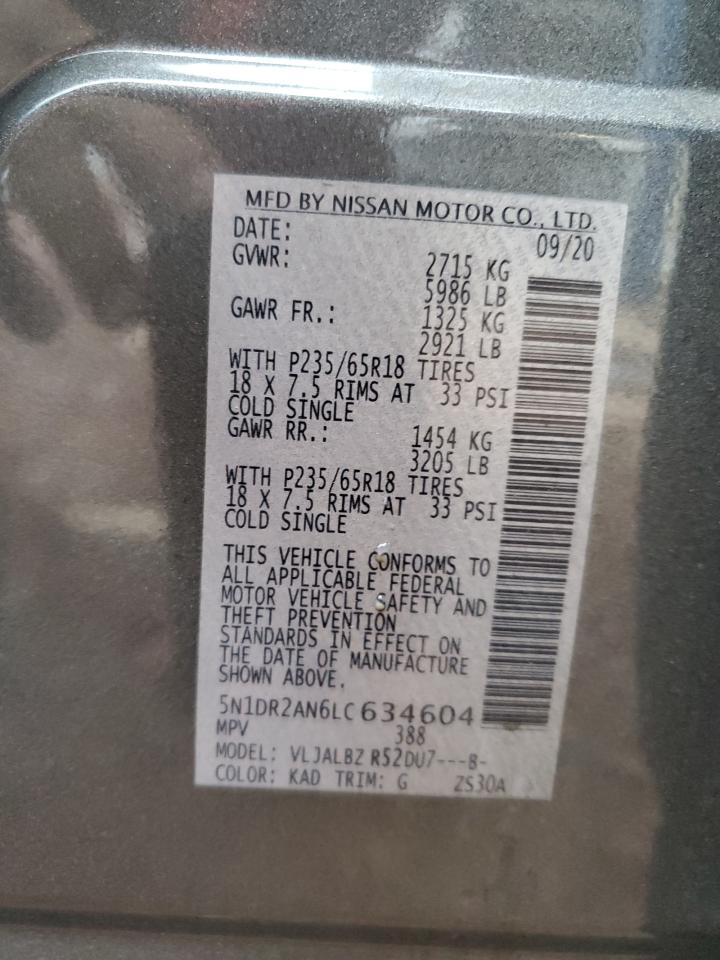 MFD BY NISSAN MOTOR CO., LTD.
DATE: 09/20
GVWR: 2715 KG
5986 LB
GAWR FR.: 1325 KG
2921 LB
WITH P235/65R18 TIRES
18 X 7.5 RIMS AT 33 PSI
COLD SINGLE
GAWR RR.: 1454 KG
3205 LB
WITH P235/65R18 TIRES
18 X 7.5 RIMS AT 33 PSI
COLD SINGLE
THIS VEHICLE CONFORMS TO
ALL APPLICABLE FEDERAL
MOTOR VEHICLE SAFETY AND
THEFT PREVENTION
STANDARDS IN EFFECT ON
THE DATE OF MANUFACTURE
SHOWN ABOVE.
5N1DR2AN6LC634604
MPV 388
MODEL: VLJALBZ R52DU7---B-
COLOR: KAD TRIM: G ZS30A